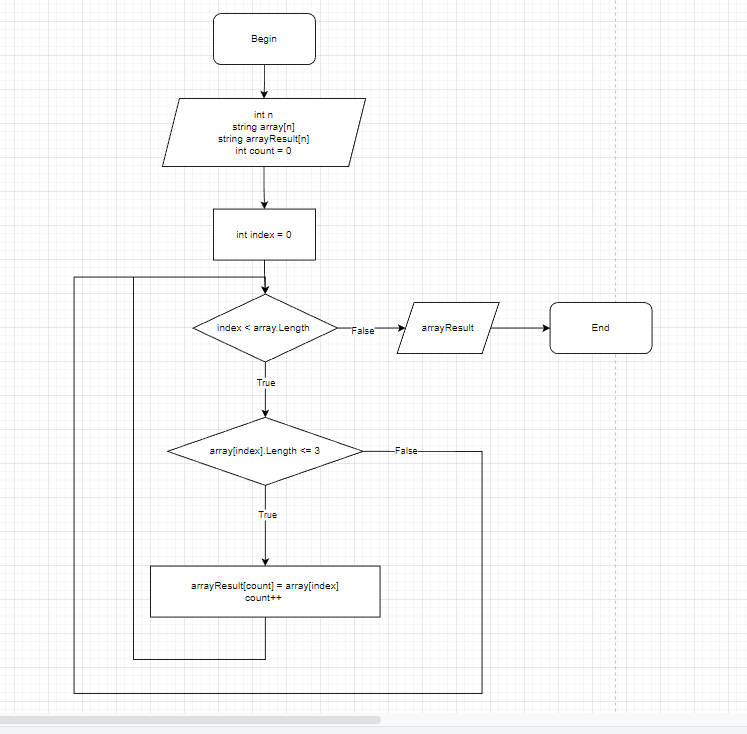 Begin
int n
string array[n]
string arrayResult[n]
int count = 0
int index = 0
index < array.Length
False
arrayResult
End
True
array[index].Length <= 3
False
True
arrayResult[count] = array[index]
count++